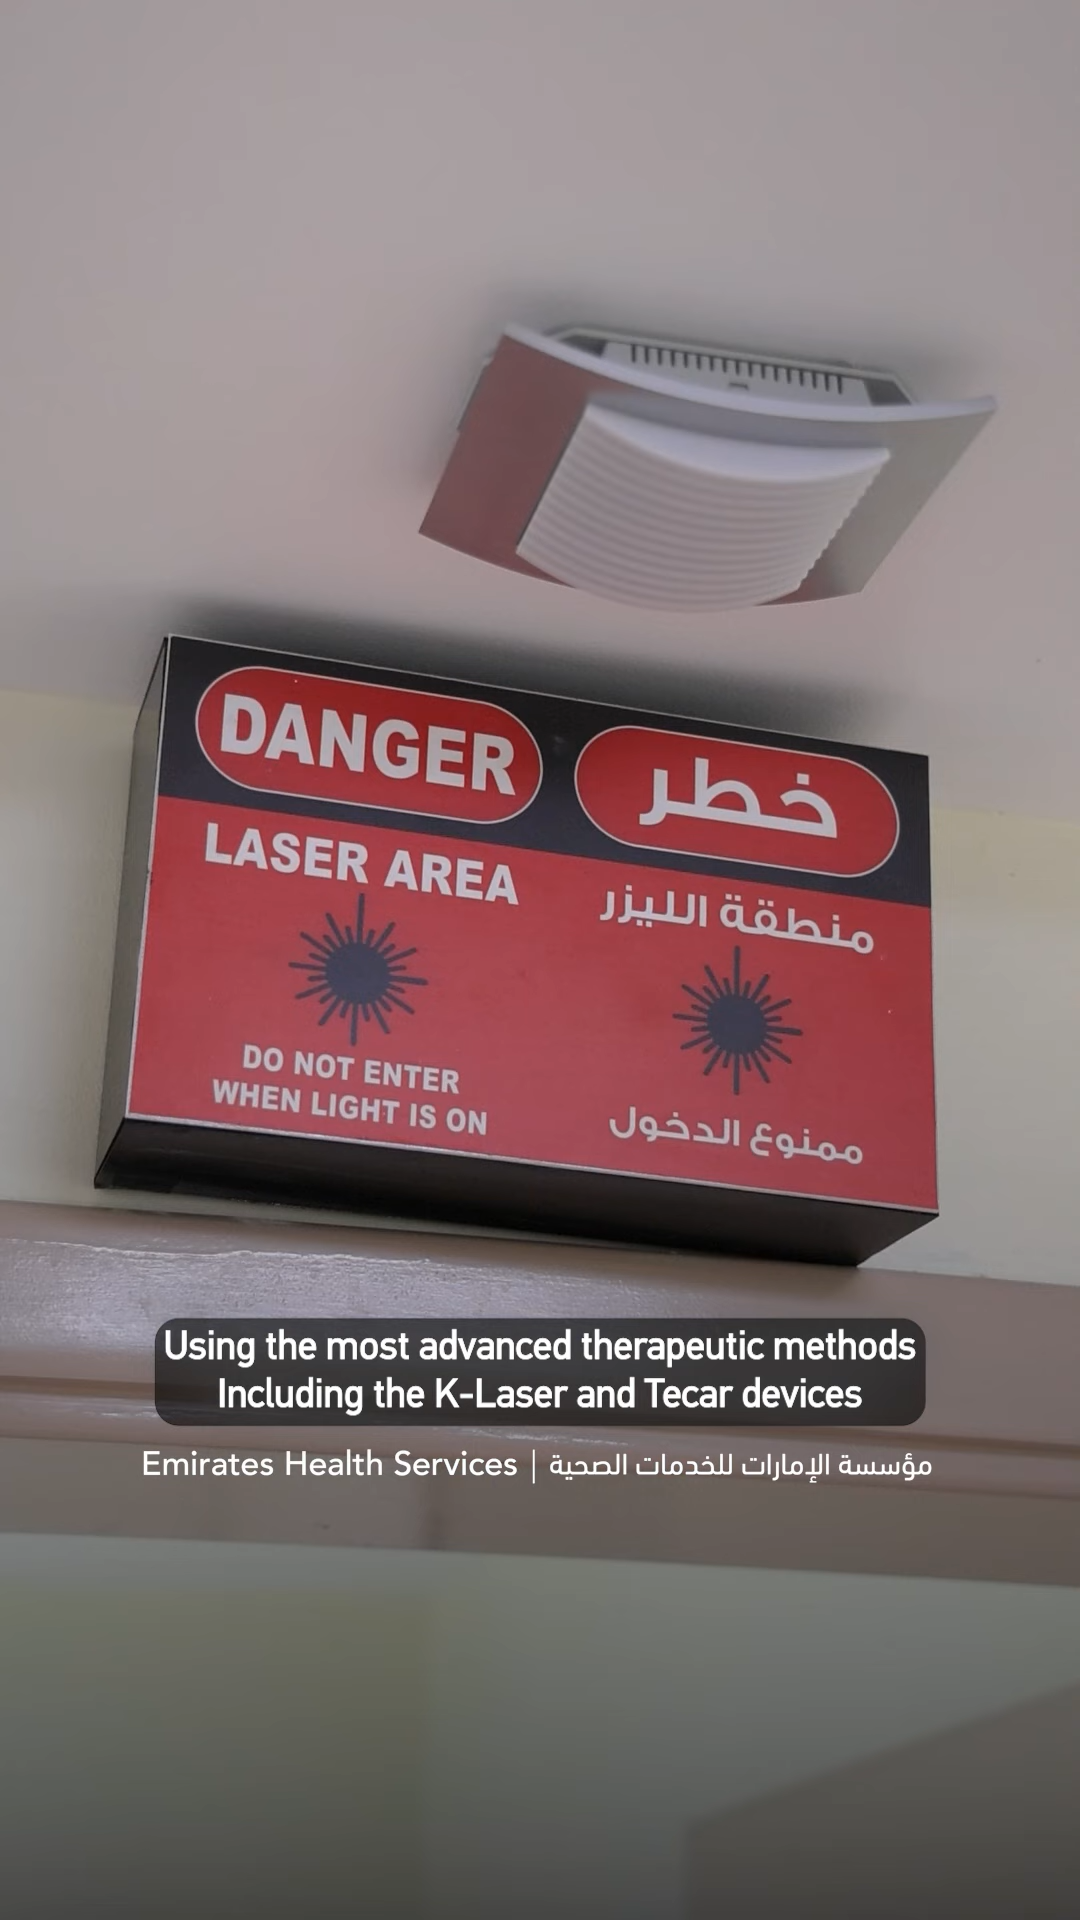 DANGER
خطر
LASER AREA
منطقة الليزر
DO NOT ENTER
WHEN LIGHT IS ON
ممنوع الدخول
Using the most advanced therapeutic methods
Including the K-Laser and Tecar devices
Emirates Health Services | مؤسسة الإمارات للخدمات الصحية